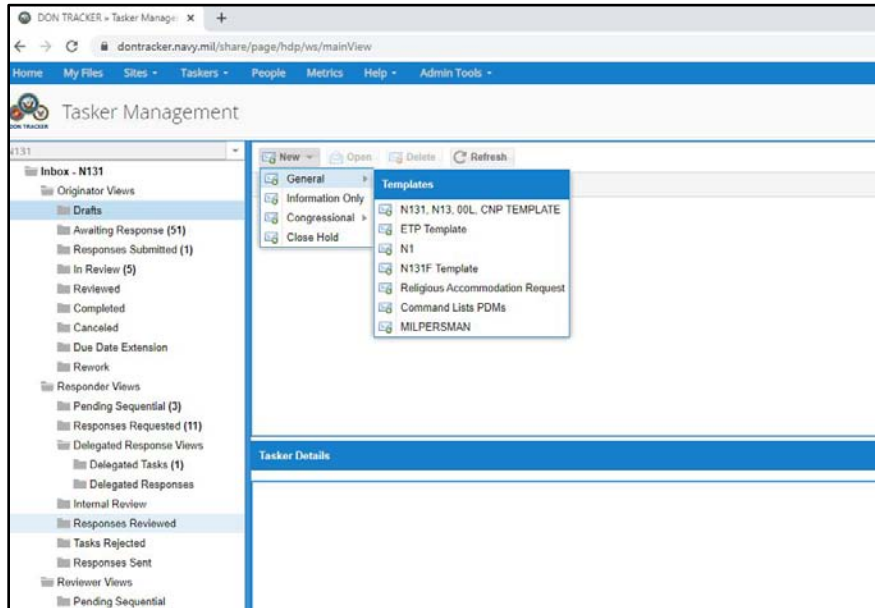 DON TRACKER » Tasker Manage
dontracker.navy.mil/share/page/hdp/ws/mainView
Home My Files Sites Taskers People Metrics Help Admin Tools
DON TRACKER
Tasker Management
N131
New Open Delete Refresh
Inbox - N131
Originator Views
Drafts
Awaiting Response (51)
Responses Submitted (1)
In Review (5)
Reviewed
Completed
Canceled
Due Date Extension
Rework
Responder Views
Pending Sequential (3)
Responses Requested (11)
Delegated Response Views
Delegated Tasks (1)
Delegated Responses
Internal Review
Responses Reviewed
Tasks Rejected
Responses Sent
Reviewer Views
Pending Sequential
General
Information Only
Congressional
Close Hold
Templates
N131, N13, 00L, CNP TEMPLATE
ETP Template
N1
N131F Template
Religious Accommodation Request
Command Lists PDMs
MILPERSMAN
Tasker Details